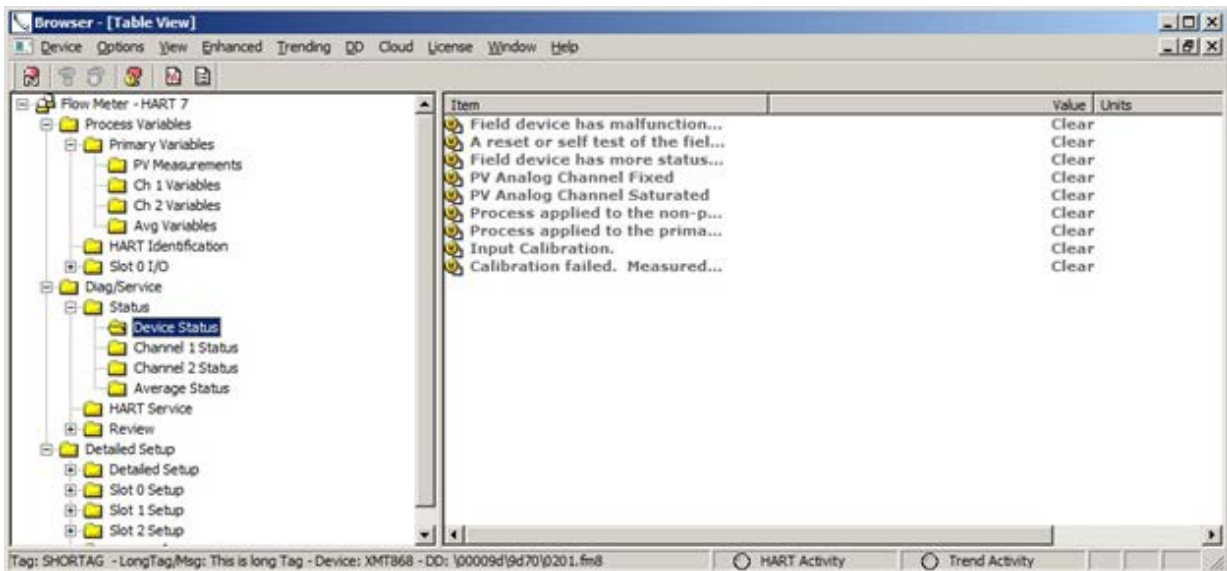 Browser - [Table View]
Device Options View Enhanced Trending DD Cloud License Window Help
Flow Meter - HART 7
Process Variables
Primary Variables
PV Measurements
Ch 1 Variables
Ch 2 Variables
Avg Variables
HART Identification
Slot 0 I/O
Diag/Service
Status
Device Status
Channel 1 Status
Channel 2 Status
Average Status
HART Service
Review
Detailed Setup
Detailed Setup
Slot 0 Setup
Slot 1 Setup
Slot 2 Setup
Item Value Units
Field device has malfunction... Clear
A reset or self test of the fiel... Clear
Field device has more status... Clear
PV Analog Channel Fixed Clear
PV Analog Channel Saturated Clear
Process applied to the non-p... Clear
Process applied to the prima... Clear
Input Calibration. Clear
Calibration failed. Measured... Clear
Tag: SHORTAG - LongTag/Msg: This is long Tag - Device: XMT868 - DD: \00009d\9d70\0201.fm8 HART Activity Trend Activity